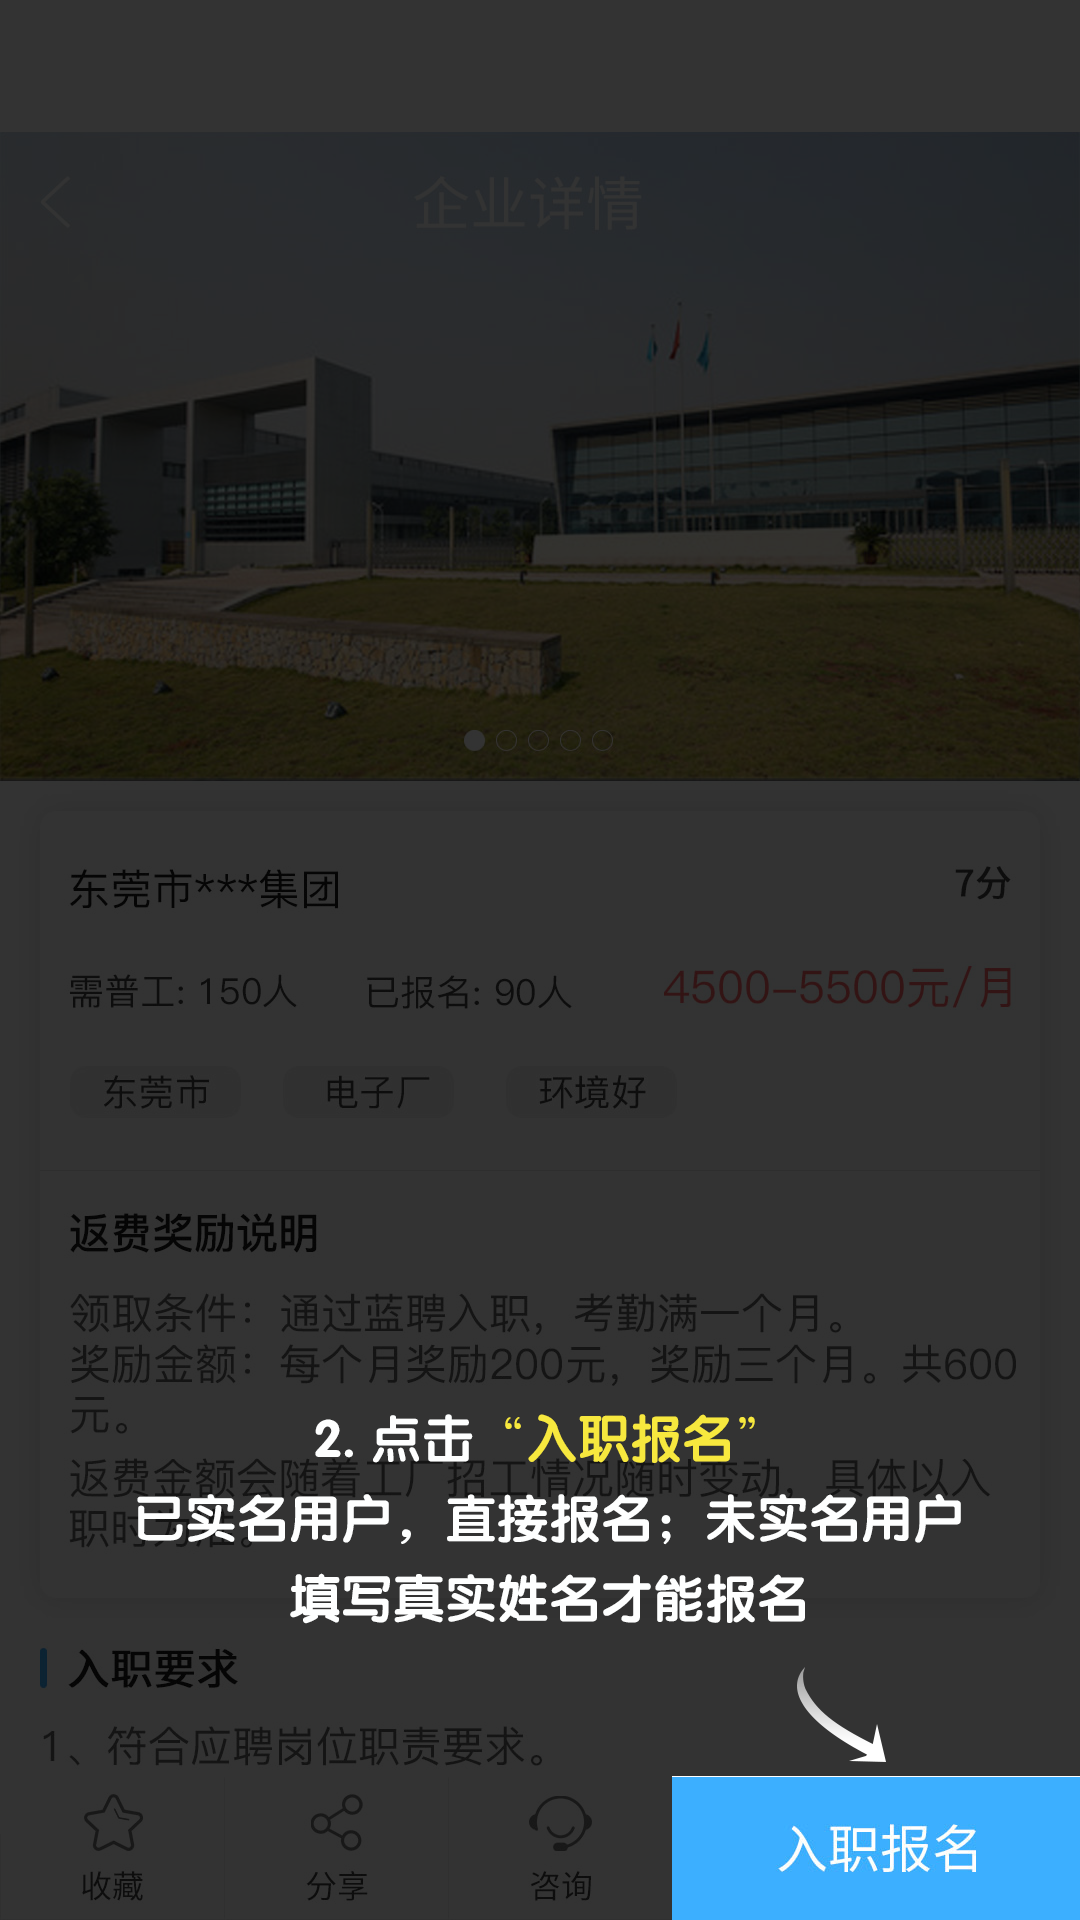 企业详情
东莞市***集团
7分
需普工: 150人
已报名: 90人
4500-5500元/月
东莞市
电子厂
环境好
返费奖励说明
领取条件：通过蓝聘入职，考勤满一个月。
奖励金额：每个月奖励200元，奖励三个月。共600
元。
2. 点击“入职报名”
返费金额会随着工厂招工情况随时变动，具体以入
已实名用户，直接报名；未实名用户
职时为准。
填写真实姓名才能报名
入职要求
1、符合应聘岗位职责要求。
收藏
分享
咨询
入职报名